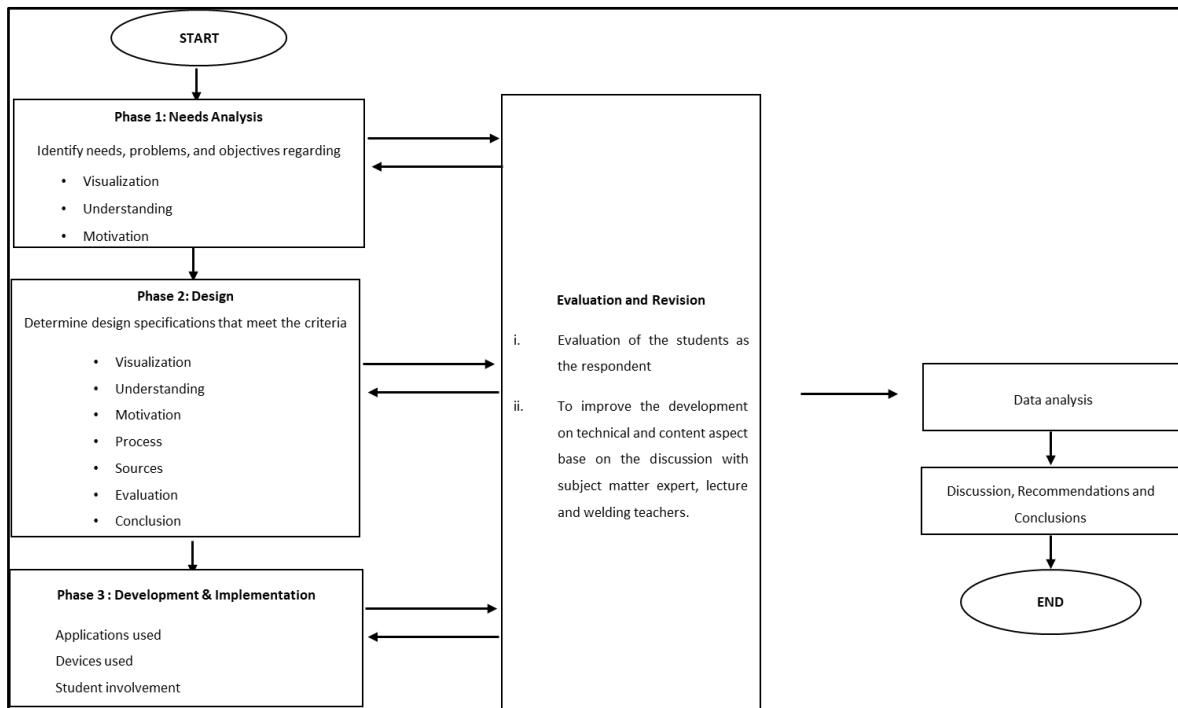 START
Phase 1: Needs Analysis
Identify needs, problems, and objectives regarding
• Visualization
• Understanding
• Motivation
Phase 2: Design
Determine design specifications that meet the criteria
• Visualization
• Understanding
• Motivation
• Process
• Sources
• Evaluation
• Conclusion
Phase 3 : Development & Implementation
Applications used
Devices used
Student involvement
Evaluation and Revision
i. Evaluation of the students as
the respondent
ii. To improve the development
on technical and content aspect
base on the discussion with
subject matter expert, lecture
and welding teachers.
Data analysis
Discussion, Recommendations and
Conclusions
END